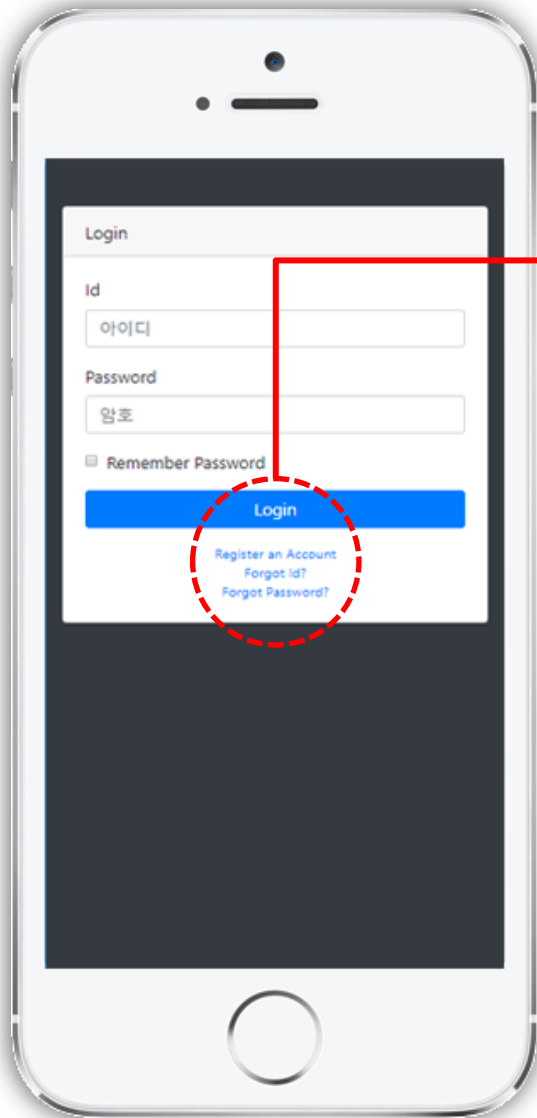 Login
Id
아이디
Password
암호
Remember Password
Login
Register an Account
Forgot Id?
Forgot Password?